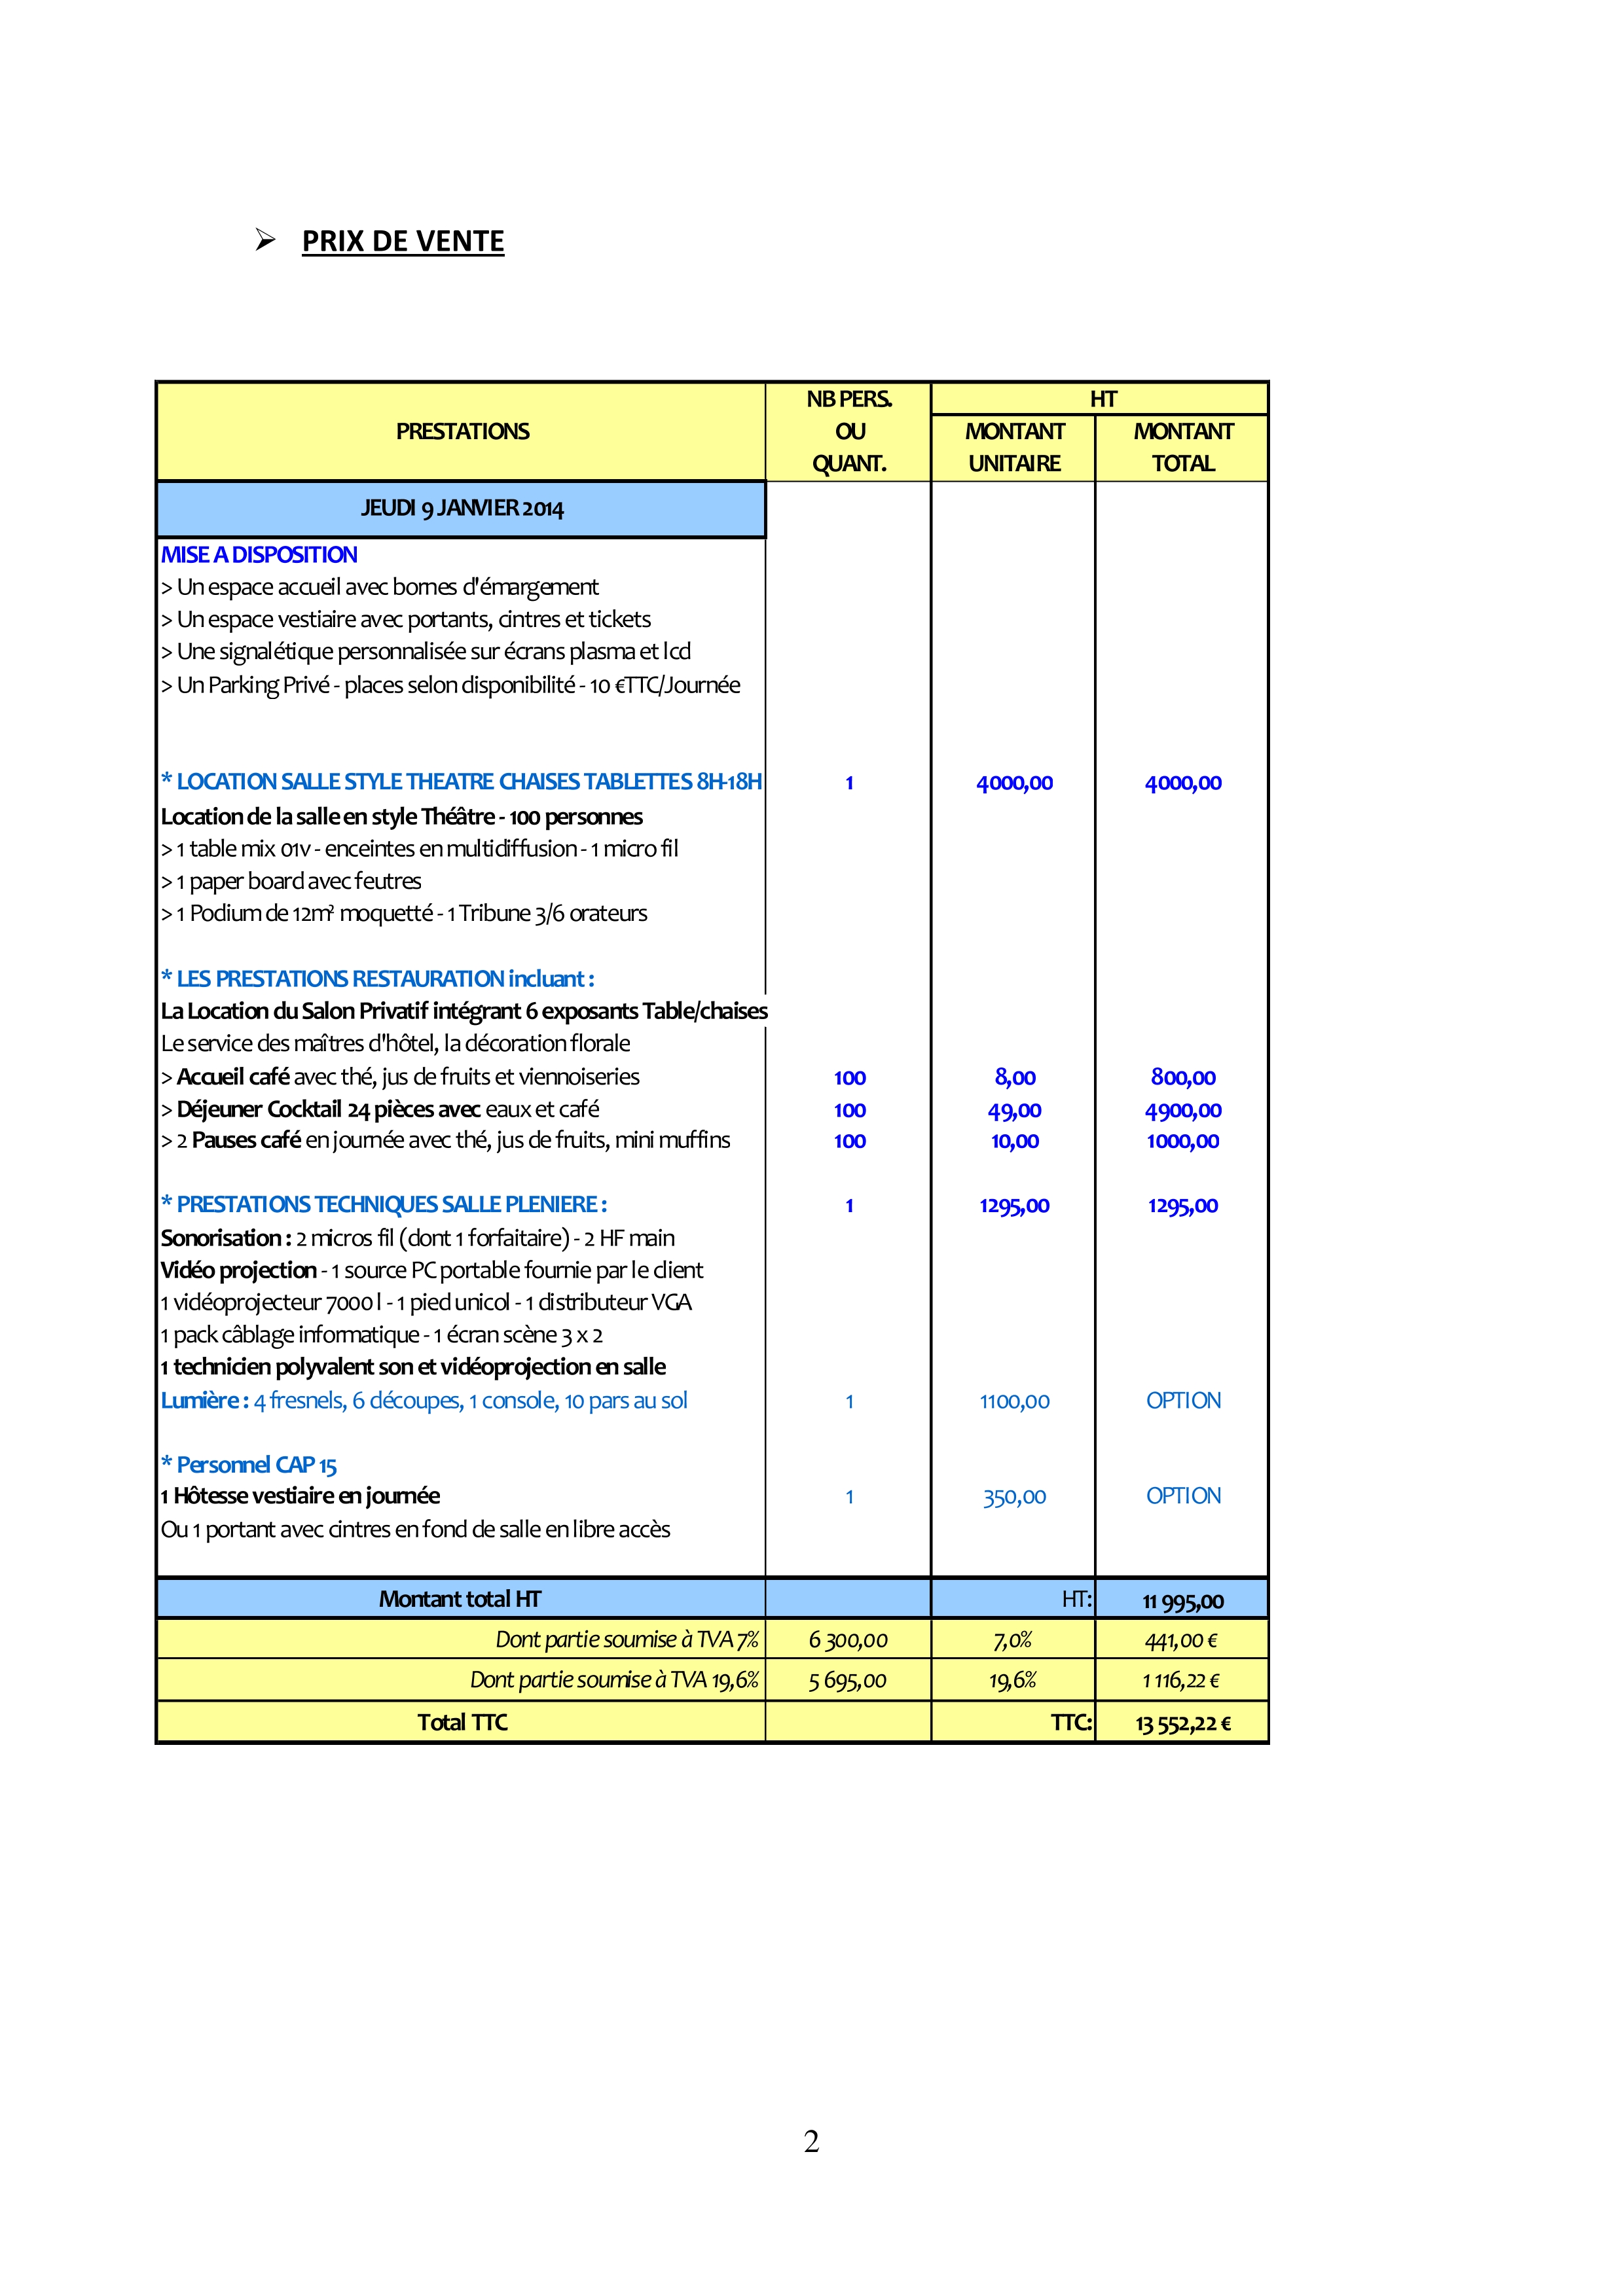 ➢ PRIX DE VENTE
PRESTATIONS
NB PERS.
OU
QUANT.
HT
MONTANT
UNITAIRE
MONTANT
TOTAL
JEUDI 9 JANVIER 2014
MISE A DISPOSITION
> Un espace accueil avec bornes d'émargement
> Un espace vestiaire avec portants, cintres et tickets
> Une signalétique personnalisée sur écrans plasma et lcd
> Un Parking Privé - places selon disponibilité - 10 €TTC/Journée
* LOCATION SALLE STYLE THEATRE CHAISES TABLETTES 8H-18H 1 4000,00 4000,00
Location de la salle en style Théâtre - 100 personnes
> 1 table mix 01v - enceintes en multidiffusion - 1 micro fil
> 1 paper board avec feutres
> 1 Podium de 12m² moquetté - 1 Tribune 3/6 orateurs
* LES PRESTATIONS RESTAURATION incluant :
La Location du Salon Privatif intégrant 6 exposants Table/chaises
Le service des maîtres d'hôtel, la décoration florale
> Accueil café avec thé, jus de fruits et viennoiseries 100 8,00 800,00
> Déjeuner Cocktail 24 pièces avec eaux et café 100 49,00 4900,00
> 2 Pauses café en journée avec thé, jus de fruits, mini muffins 100 10,00 1000,00
* PRESTATIONS TECHNIQUES SALLE PLENIERE : 1 1295,00 1295,00
Sonorisation : 2 micros fil (dont 1 forfaitaire) - 2 HF main
Vidéo projection - 1 source PC portable fournie par le client
1 vidéoprojecteur 7000 l - 1 pied unicol - 1 distributeur VGA
1 pack câblage informatique - 1 écran scène 3 x 2
1 technicien polyvalent son et vidéoprojection en salle
Lumière : 4 fresnels, 6 découpes, 1 console, 10 pars au sol 1 1100,00 OPTION
* Personnel CAP 15
1 Hôtesse vestiaire en journée 1 350,00 OPTION
Ou 1 portant avec cintres en fond de salle en libre accès
Montant total HT HT: 11 995,00
Dont partie soumise à TVA 7% 6 300,00 7,0% 441,00 €
Dont partie soumise à TVA 19,6% 5 695,00 19,6% 1 116,22 €
Total TTC TTC: 13 552,22 €
2